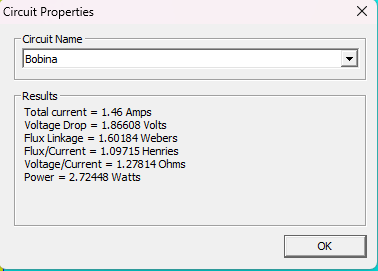 Circuit Properties
Circuit Name
Bobina
Results
Total current = 1.46 Amps
Voltage Drop = 1.86608 Volts
Flux Linkage = 1.60184 Webers
Flux/Current = 1.09715 Henries
Voltage/Current = 1.27814 Ohms
Power = 2.72448 Watts
OK